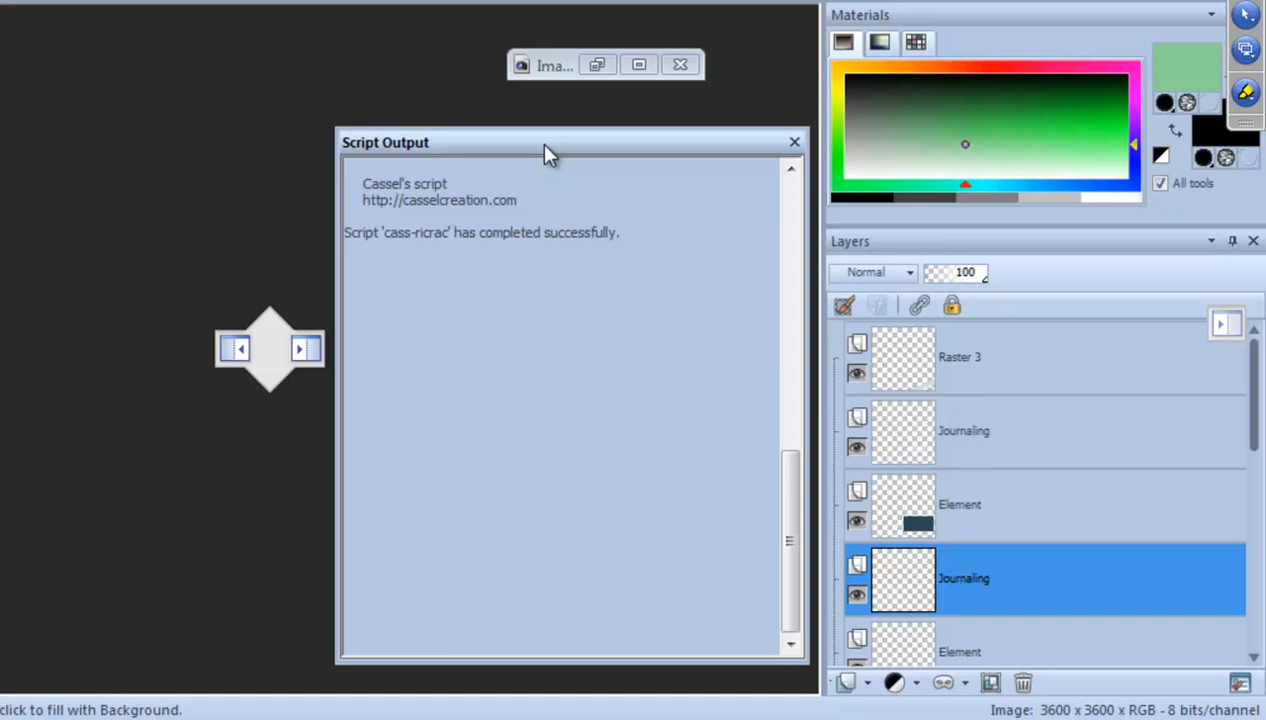 Materials
Ima...
Script Output
Cassel's script
http://casselcreation.com
Script 'cass-ricrac' has completed successfully.
All tools
Layers
Normal
100
Raster 3
Journaling
Element
Journaling
Element
click to fill with Background.
Image: 3600 x 3600 x RGB - 8 bits/channel